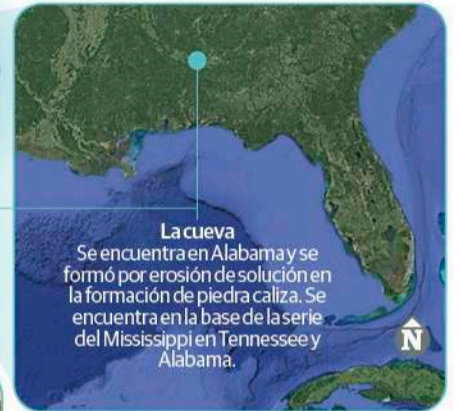 La cueva
Se encuentra en Alabama y se
formó por erosión de solución en
la formación de piedra caliza. Se
encuentra en la base de la serie
del Mississippi en Tennessee y
Alabama.
N